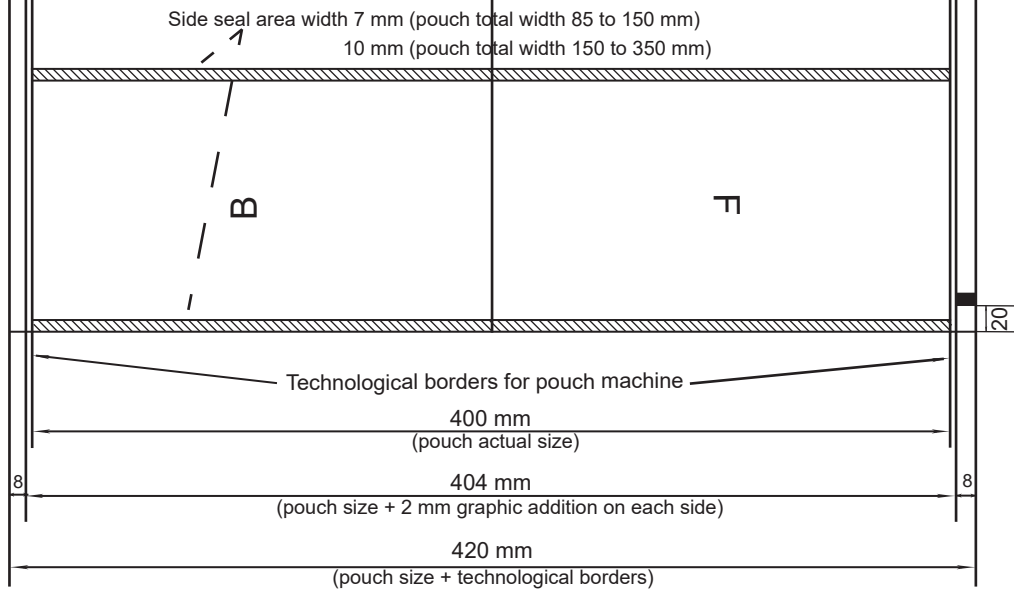 Side seal area width 7 mm (pouch total width 85 to 150 mm)
10 mm (pouch total width 150 to 350 mm)
B
F
20
Technological borders for pouch machine
400 mm
(pouch actual size)
8
404 mm
8
(pouch size + 2 mm graphic addition on each side)
420 mm
(pouch size + technological borders)